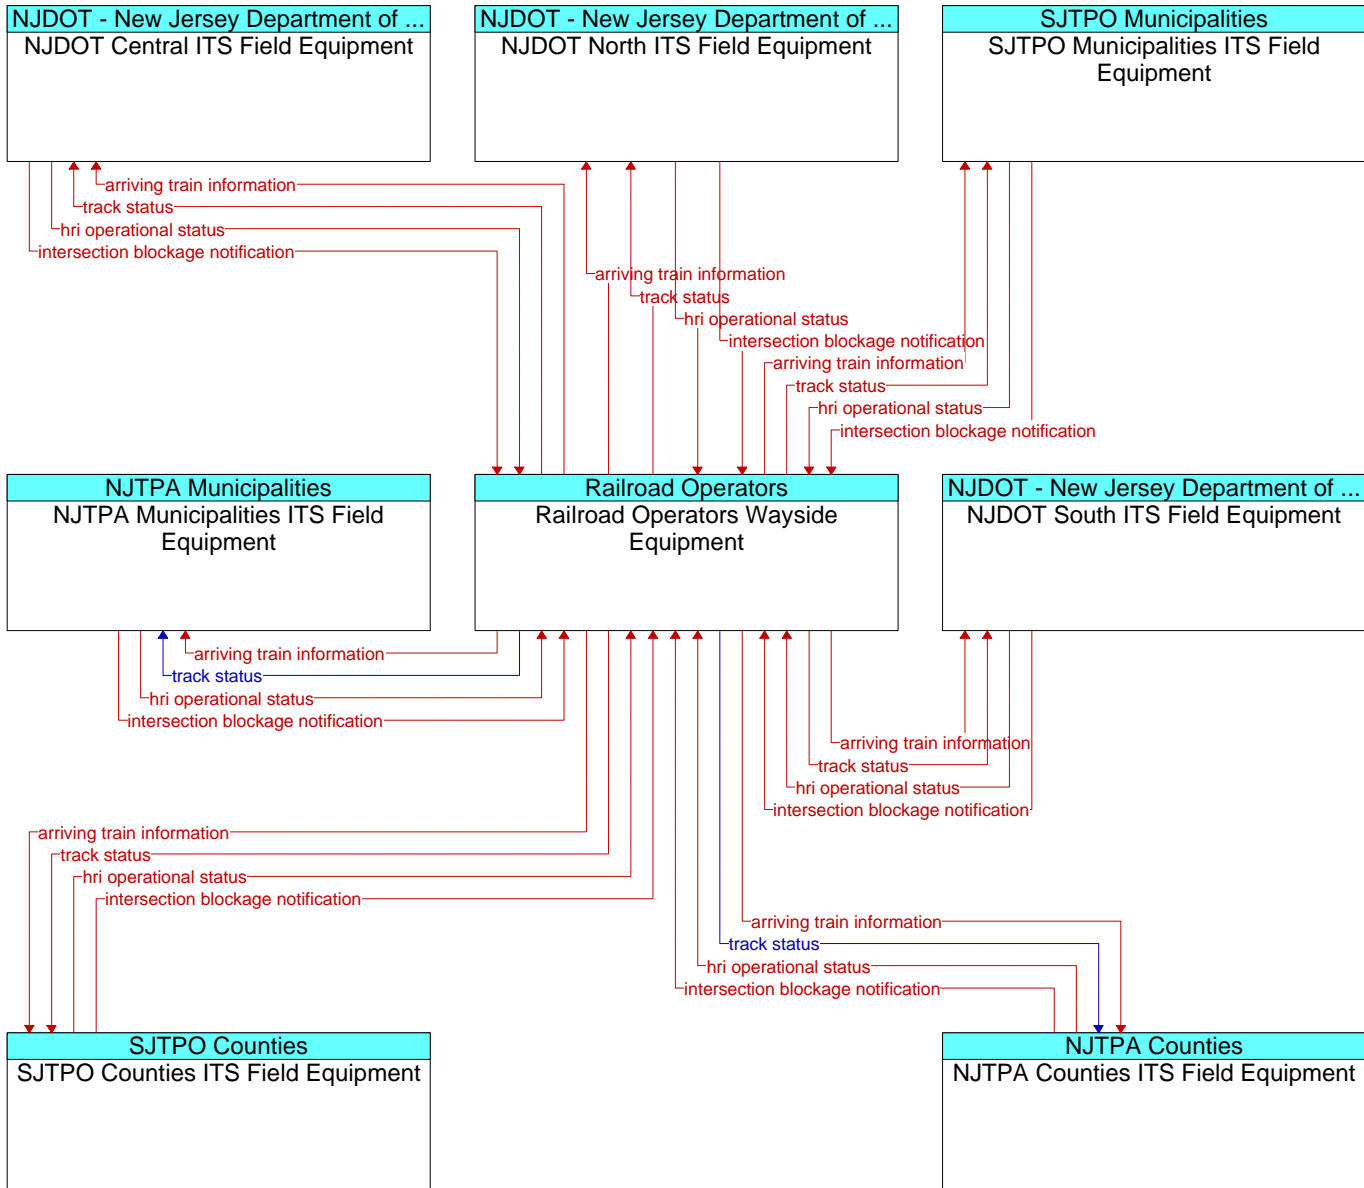 NJDOT - New Jersey Department of ...
NJDOT Central ITS Field Equipment
NJDOT - New Jersey Department of ...
NJDOT North ITS Field Equipment
SJTPO Municipalities
SJTPO Municipalities ITS Field
Equipment
arriving train information
track status
hri operational status
intersection blockage notification
arriving train information
track status
hri operational status
intersection blockage notification
arriving train information
track status
hri operational status
intersection blockage notification
NJTPA Municipalities
NJTPA Municipalities ITS Field
Equipment
Railroad Operators
Railroad Operators Wayside
Equipment
NJDOT - New Jersey Department of ...
NJDOT South ITS Field Equipment
arriving train information
track status
hri operational status
intersection blockage notification
arriving train information
track status
hri operational status
intersection blockage notification
arriving train information
track status
hri operational status
intersection blockage notification
arriving train information
track status
hri operational status
intersection blockage notification
SJTPO Counties
SJTPO Counties ITS Field Equipment
NJTPA Counties
NJTPA Counties ITS Field Equipment